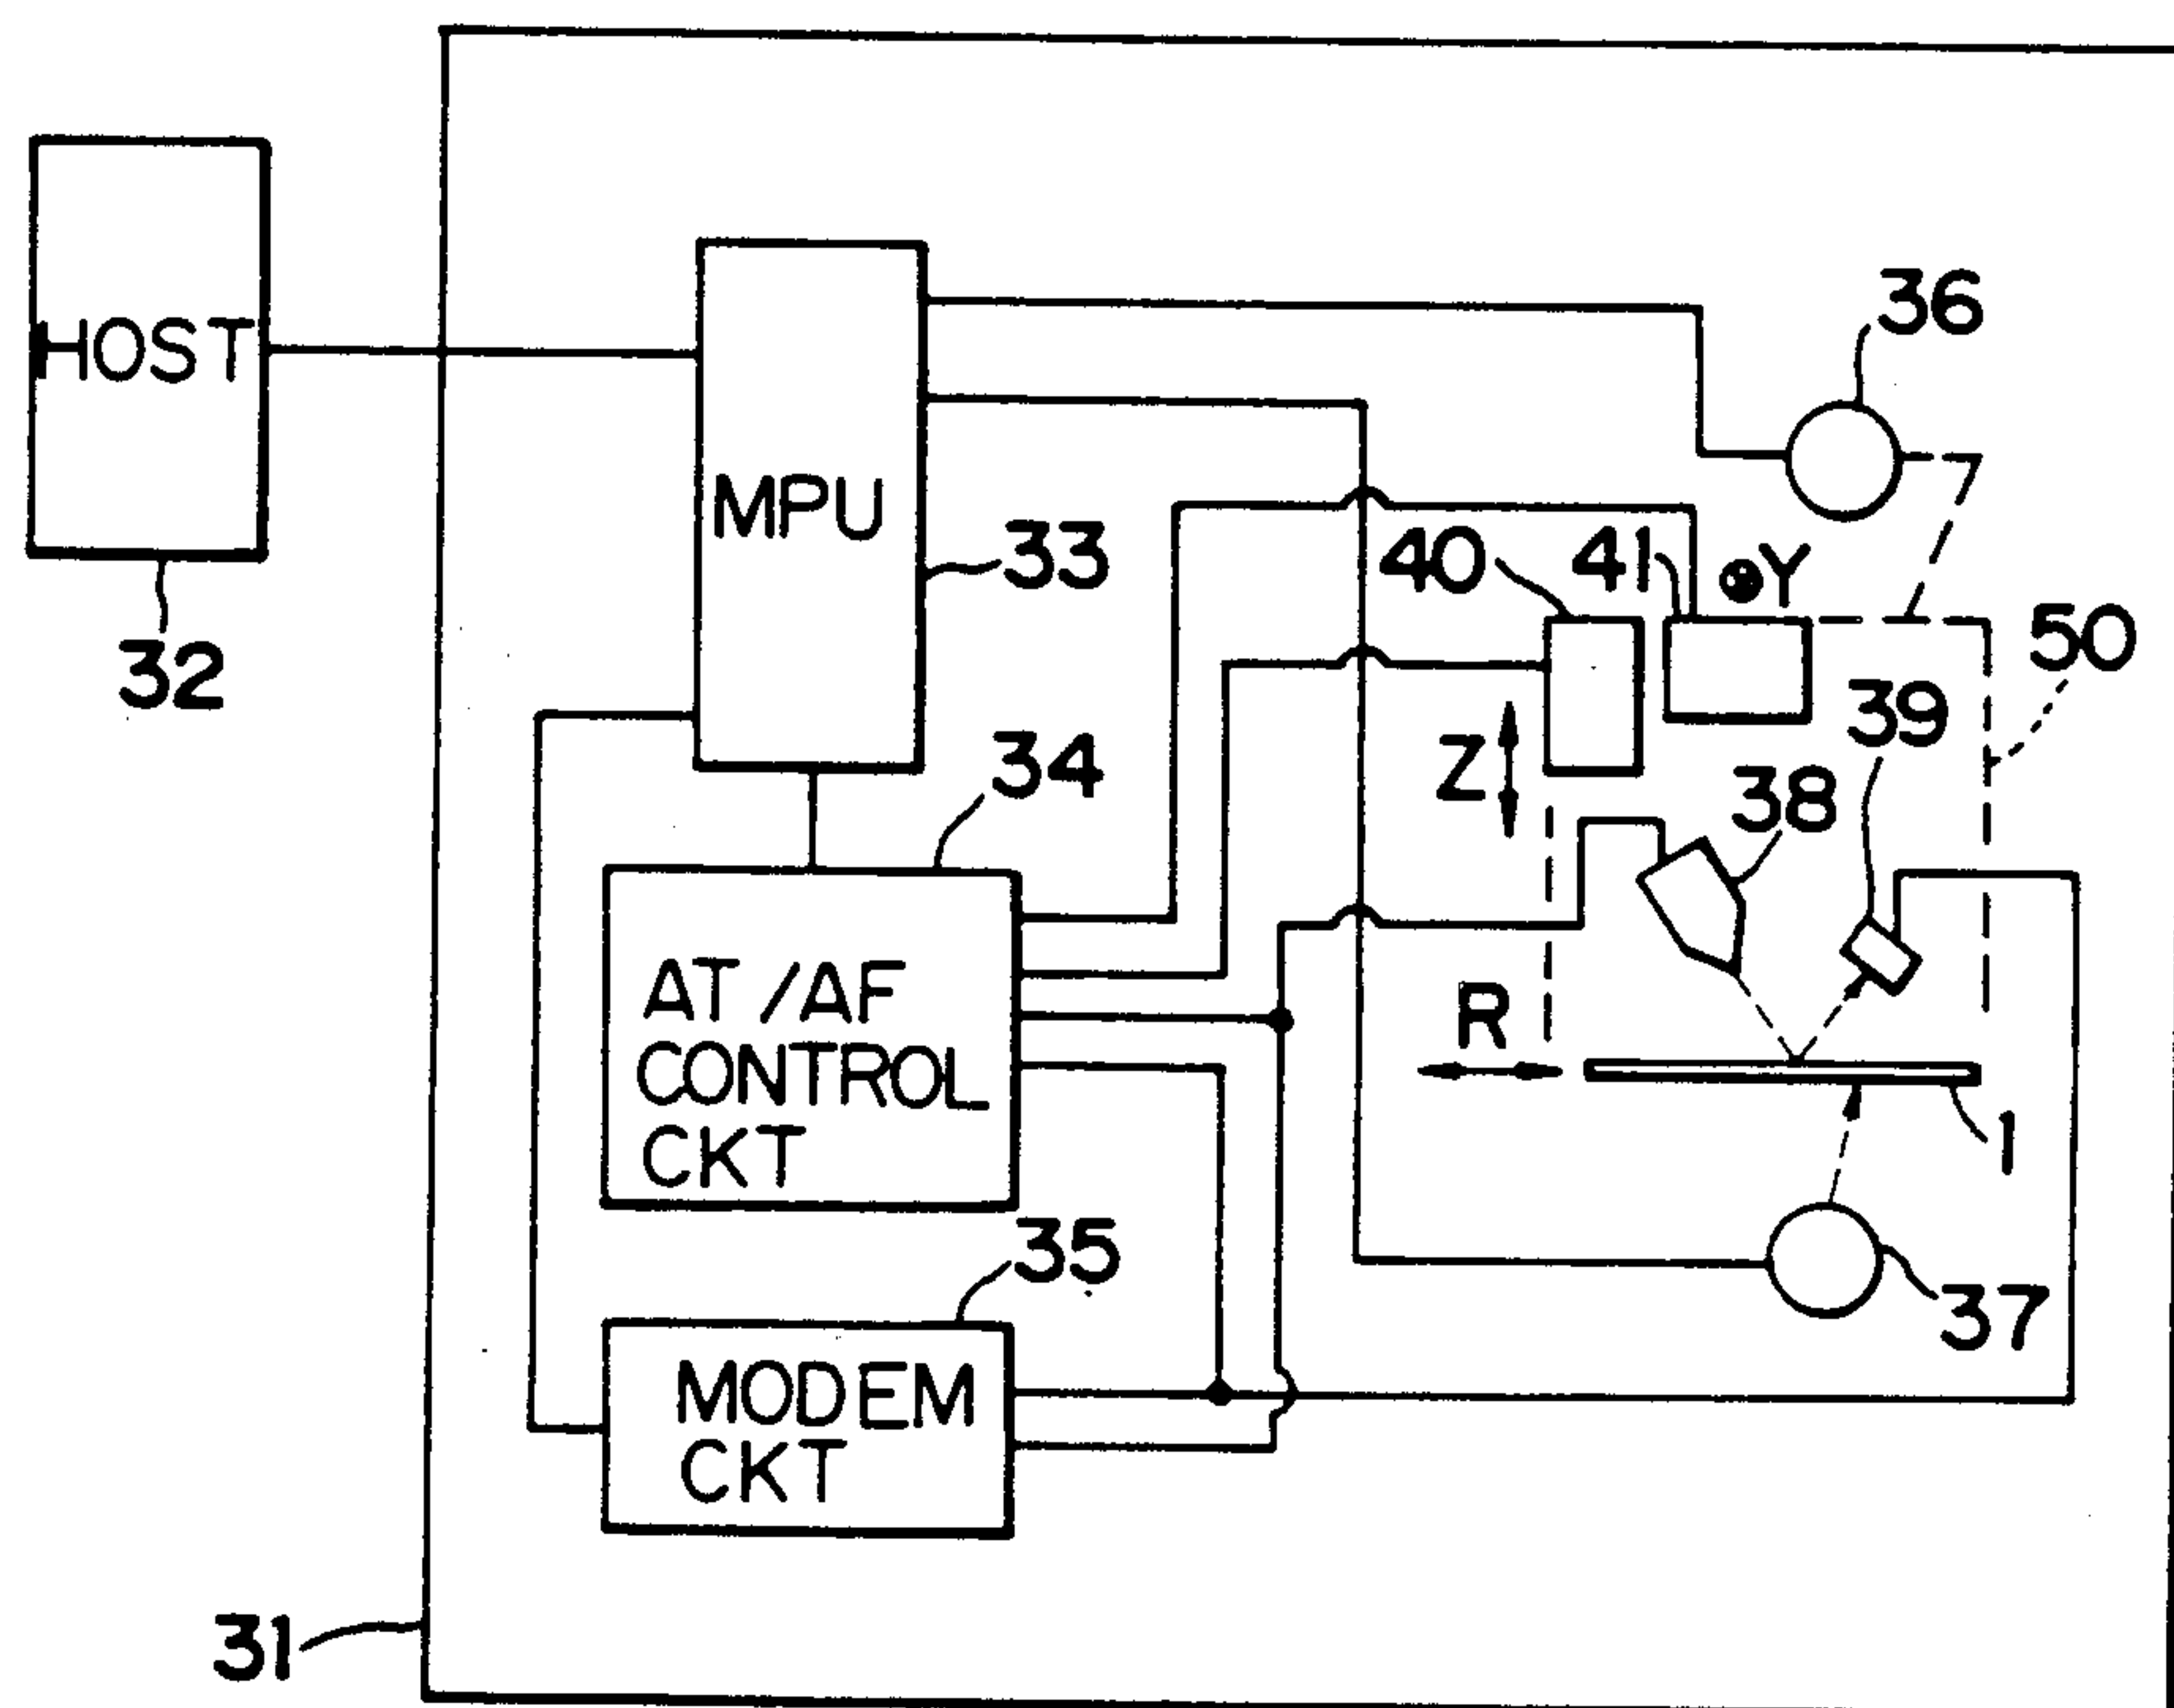 HOST
32
MPU
33
36
40
41
Y
50
39
Z
38
34
AT/AF
CONTROL
CKT
R
1
35
37
MODEM
CKT
31